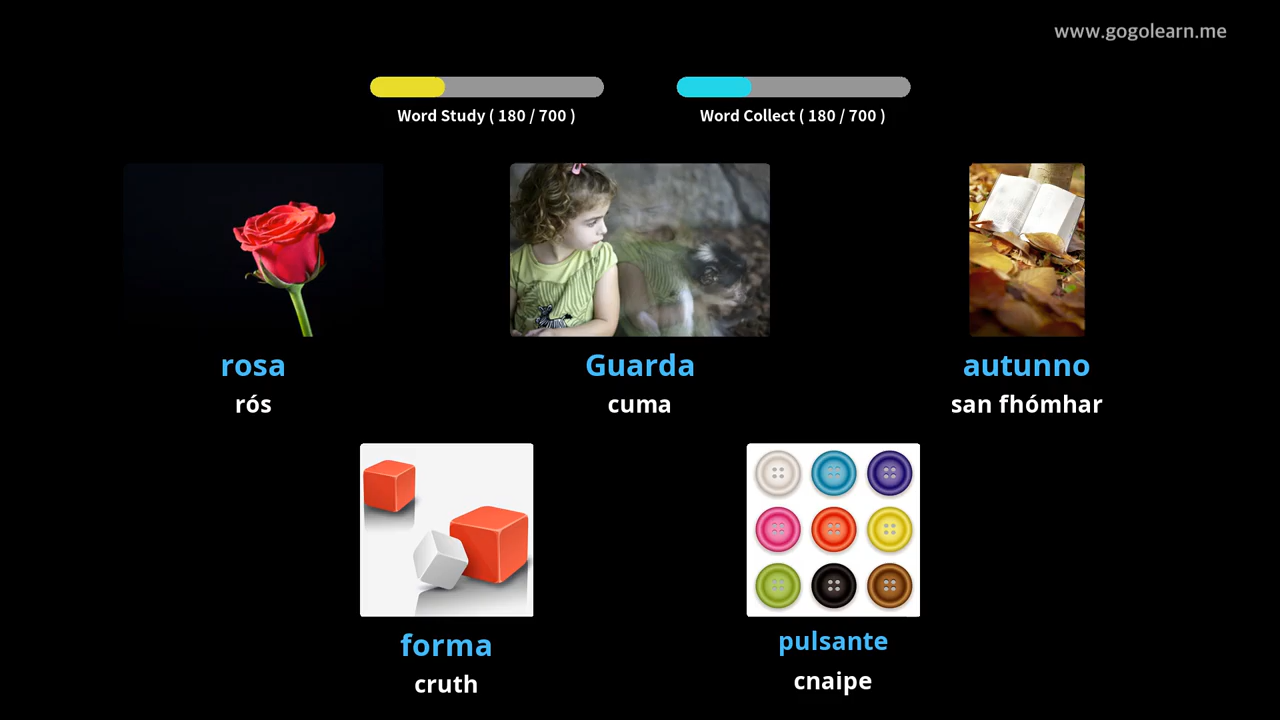 www.gogolearn.me
Word Study ( 180 / 700 )
Word Collect ( 180 / 700 )
rosa
rós
Guarda
cuma
autunno
san fhómhar
forma
cruth
pulsante
cnaipe